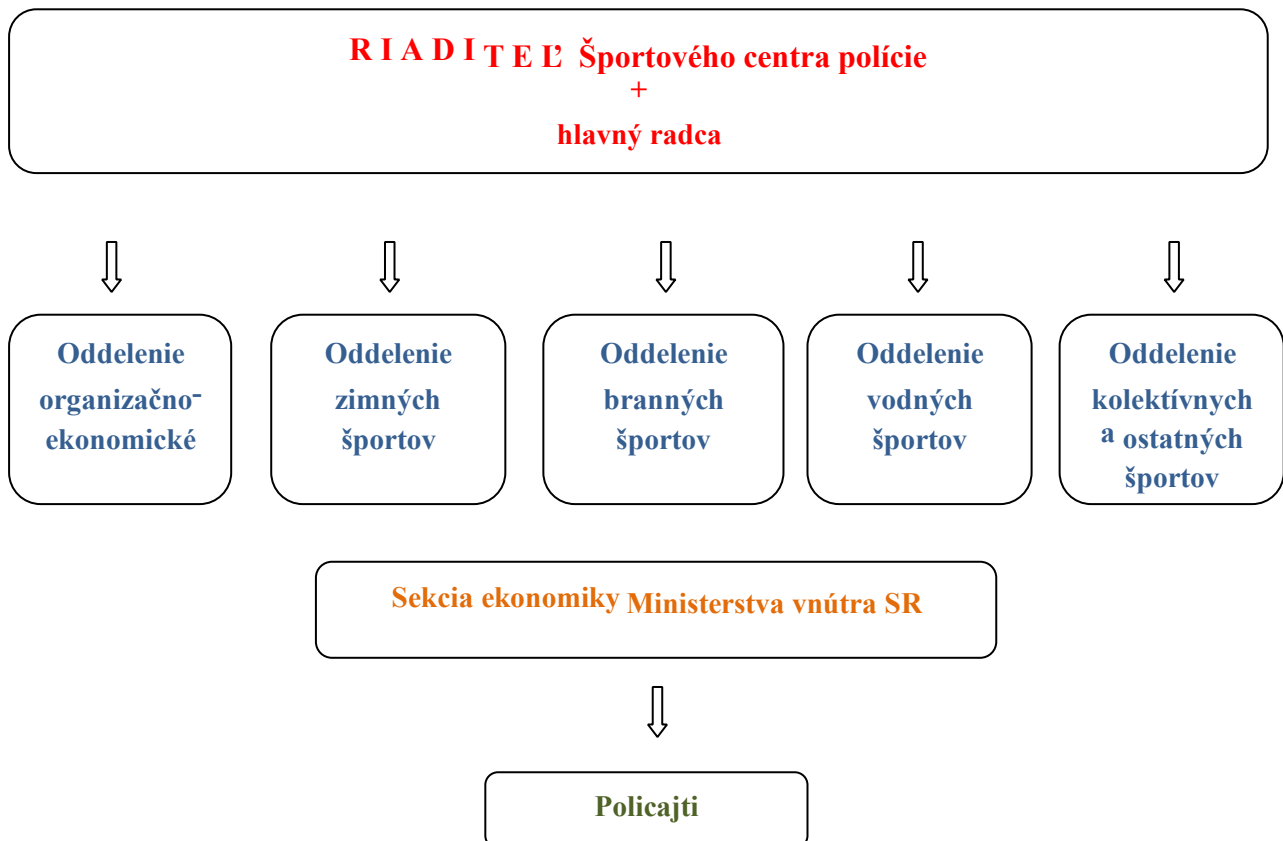 R I A D I T E Ľ Športového centra polície
+
hlavný radca
Oddelenie
organizačno-
ekonomické
Oddelenie
zimných
športov
Oddelenie
branných
športov
Oddelenie
vodných
športov
Oddelenie
kolektívnych
a ostatných
športov
Sekcia ekonomiky Ministerstva vnútra SR
Policajti